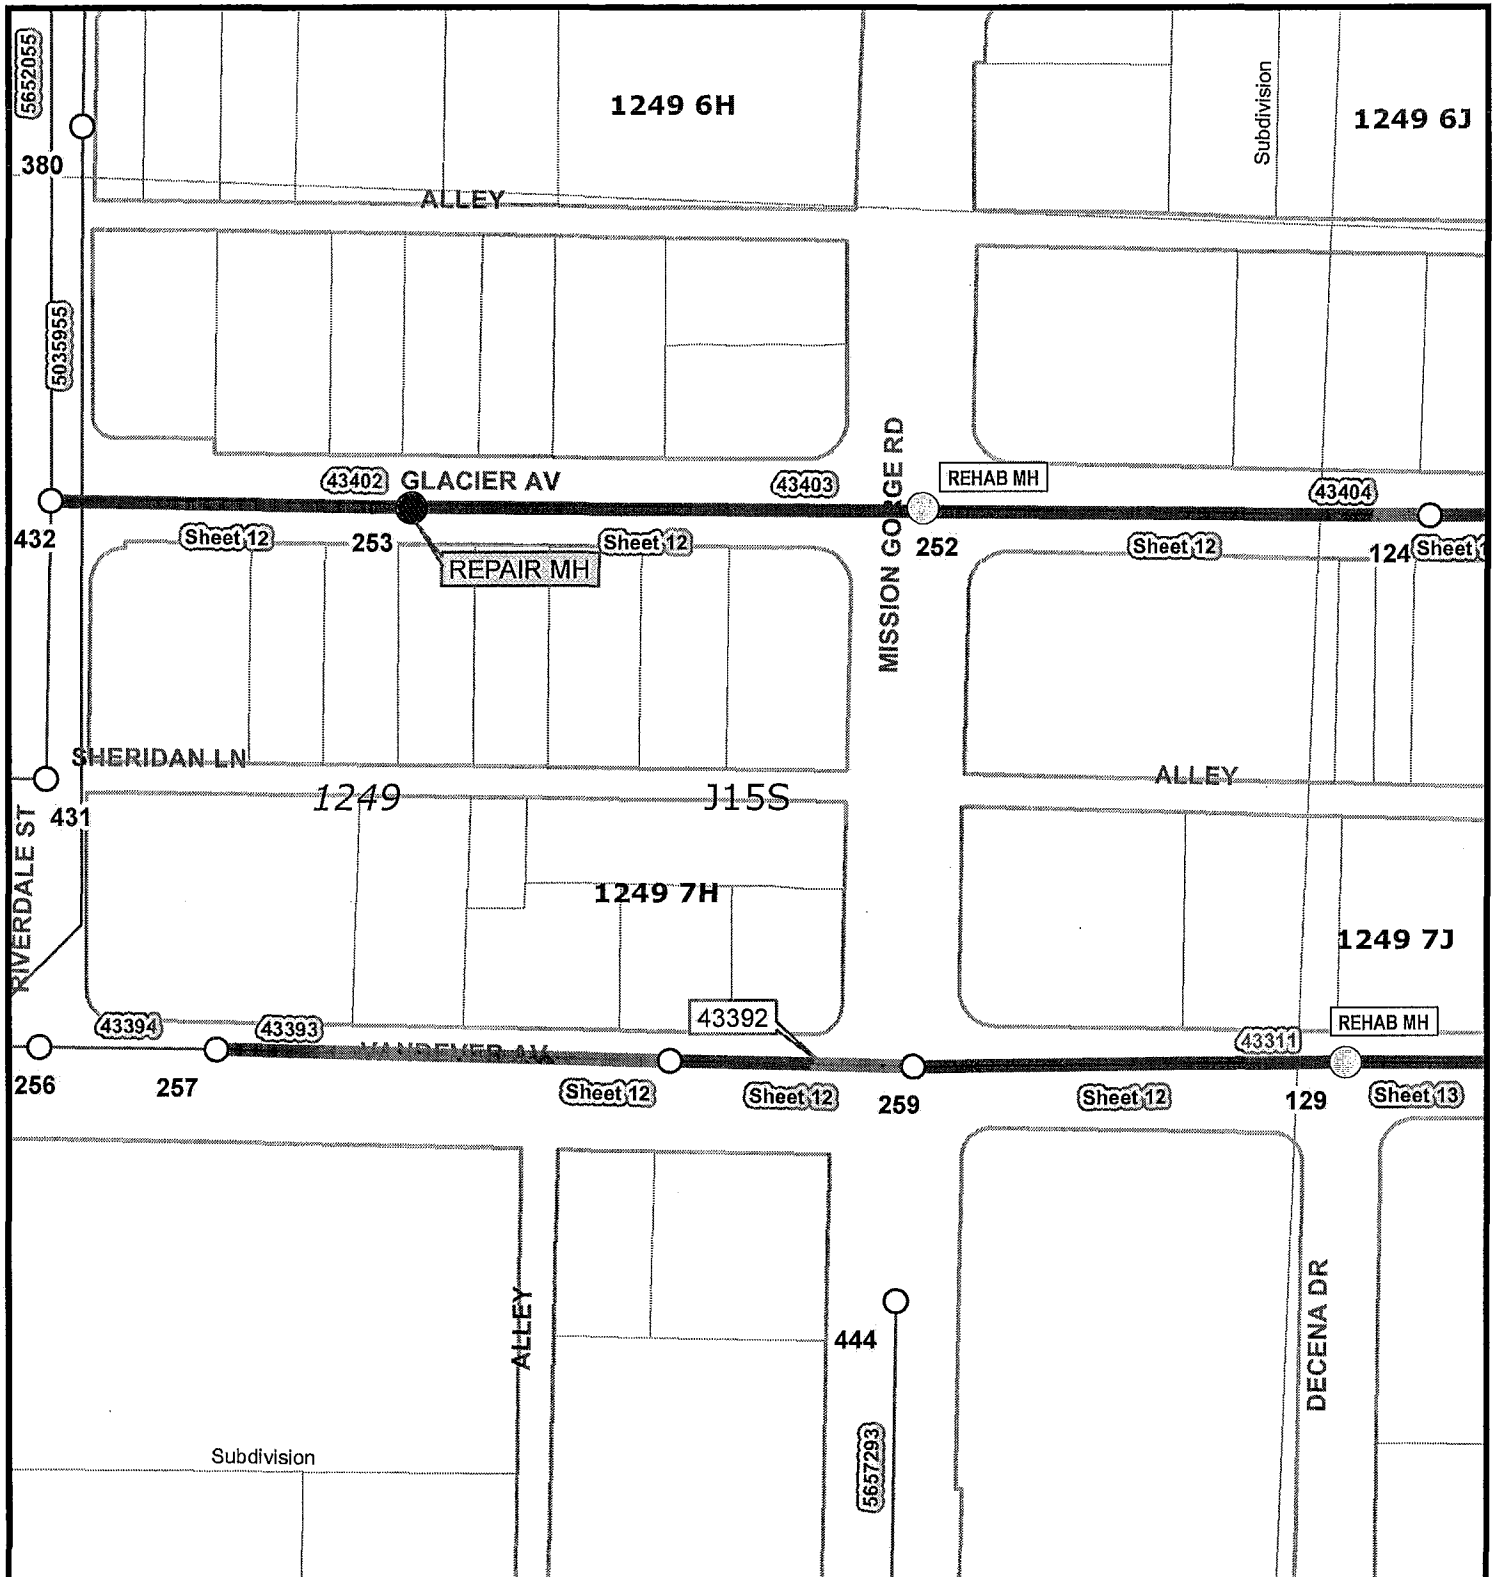 5652055
1249 6H
Subdivision
1249 6J
380
ALLEY
5035955
MISSION GORGE RD
43402
GLACIER AV
43403
REHAB MH
43404
432
Sheet 12
253
Sheet 12
252
Sheet 12
124
Sheet
REPAIR MH
SHERIDAN LN
ALLEY
1249
J15S
431
RIVERDALE ST
1249 7H
1249 7J
43394
43393
43392
43311
REHAB MH
VANDEVER AV
256
257
Sheet 12
Sheet 12
259
Sheet 12
129
Sheet 13
ALLEY
444
DECENA DR
Subdivision
5657293